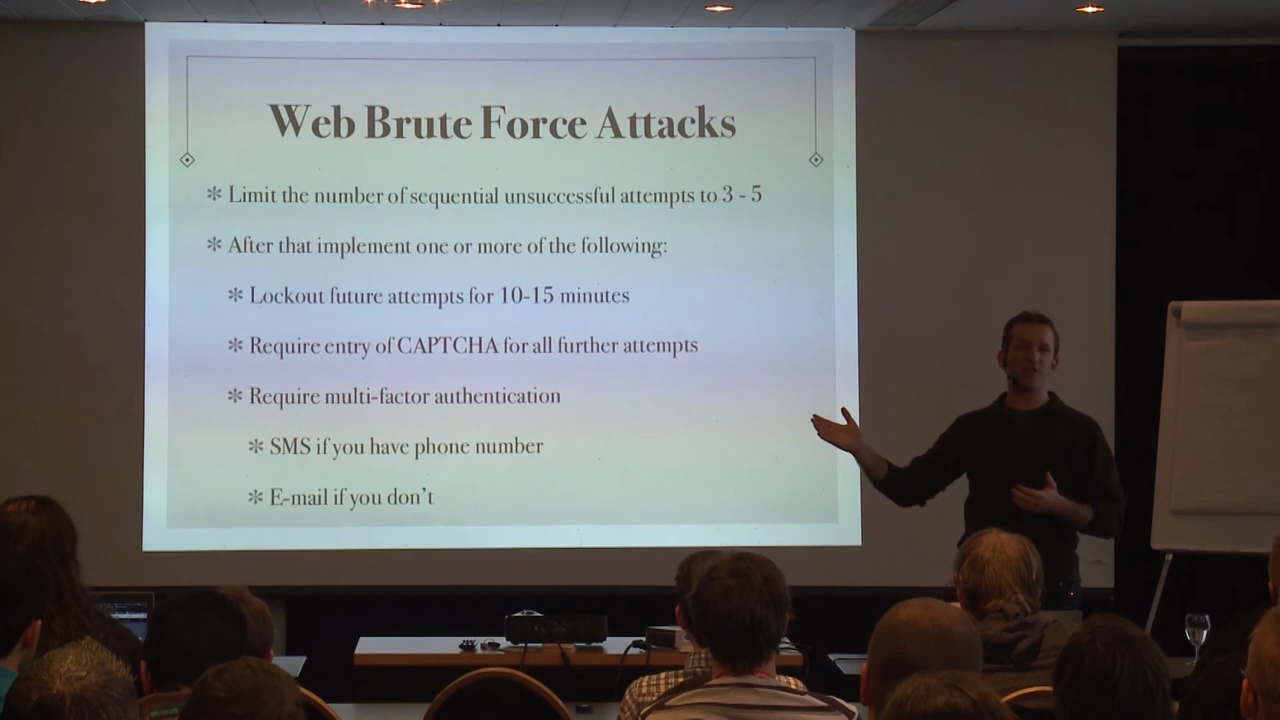 Web Brute Force Attacks
* Limit the number of sequential unsuccessful attempts to 3 - 5
* After that implement one or more of the following:
* Lockout future attempts for 10-15 minutes
* Require entry of CAPTCHA for all further attempts
* Require multi-factor authentication
* SMS if you have phone number
* E-mail if you don't